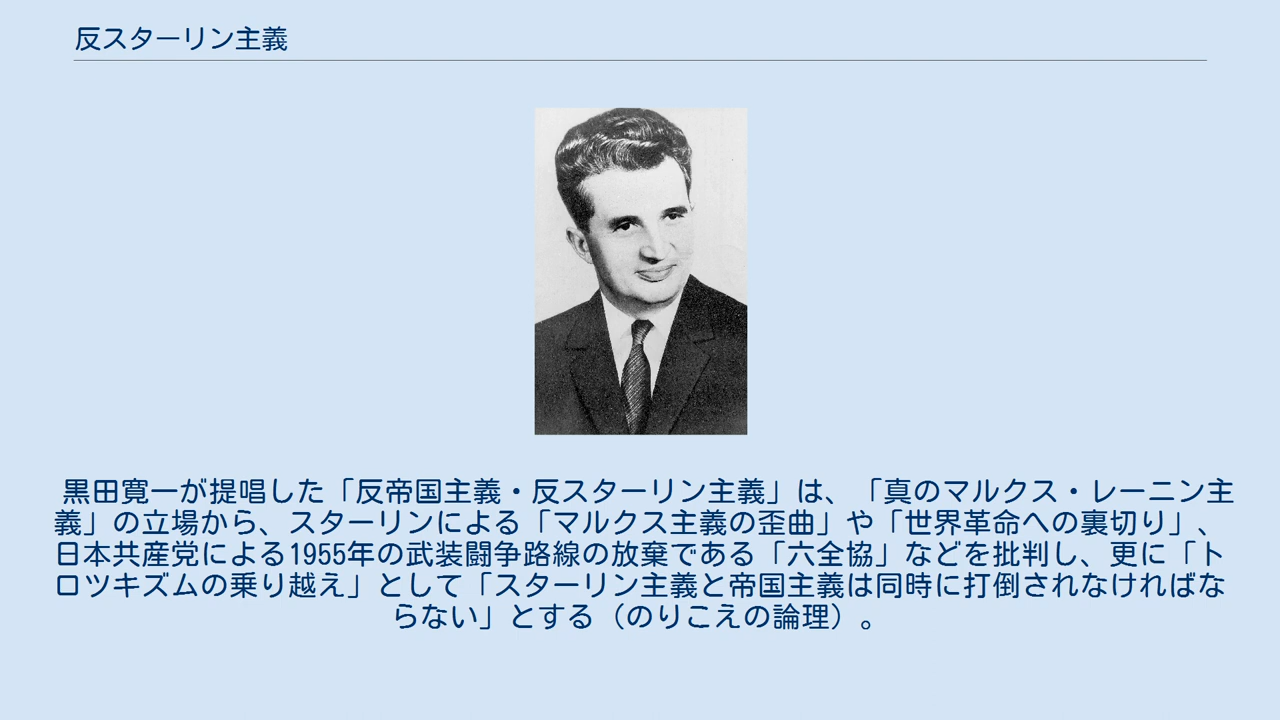 反スターリン主義
黒田寛一が提唱した「反帝国主義・反スターリン主義」は、「真のマルクス・レーニン主
義」の立場から、スターリンによる「マルクス主義の歪曲」や「世界革命への裏切り」、
日本共産党による1955年の武装闘争路線の放棄である「六全協」などを批判し、更に「ト
ロツキズムの乗り越え」として「スターリン主義と帝国主義は同時に打倒されなければな
らない」とする（のりこえの論理）。